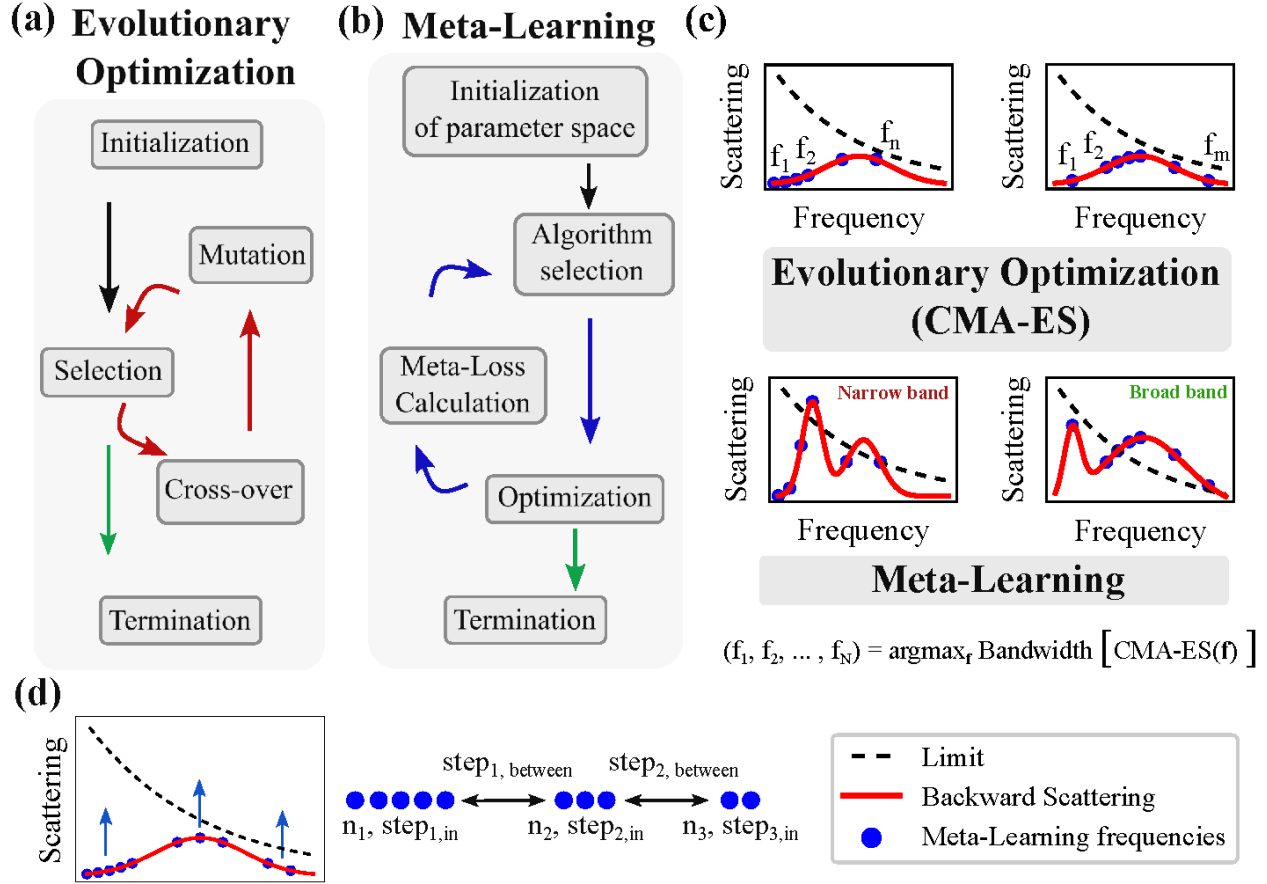 (a) Evolutionary
Optimization
Initialization
Mutation
Selection
Cross-over
Termination
(b) Meta-Learning
Initialization
of parameter space
Algorithm
selection
Meta-Loss
Calculation
Optimization
Termination
(c)
Scattering
f1 f2 fn
Frequency
Scattering
f1 f2 fm
Frequency
Evolutionary Optimization
(CMA-ES)
Scattering
Narrow band
Frequency
Scattering
Broad band
Frequency
Meta-Learning
(f1, f2, ... , fN) = argmaxf Bandwidth [CMA-ES(f) ]
(d)
Scattering
step1, between step2, between
n1, step1,in n2, step2,in n3, step3,in
Limit
Backward Scattering
Meta-Learning frequencies